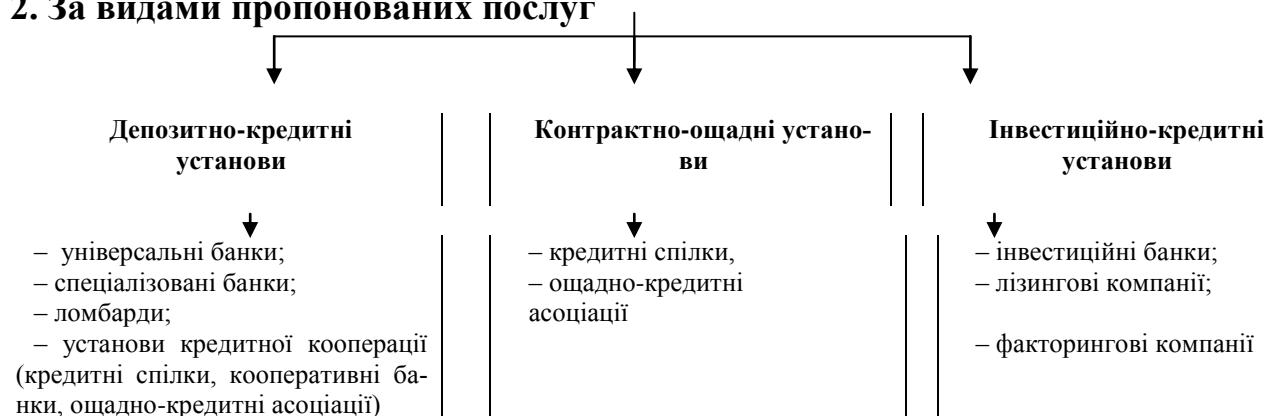 2. За видами пропонованих послуг
Депозитно-кредитні
установи
Контрактно-ощадні устано-
ви
Інвестиційно-кредитні
установи
– універсальні банки;
– спеціалізовані банки;
– ломбарди;
– установи кредитної кооперації
(кредитні спілки, кооперативні ба-
нки, ощадно-кредитні асоціації)
– кредитні спілки,
– ощадно-кредитні
асоціації
– інвестиційні банки;
– лізингові компанії;
– факторингові компанії